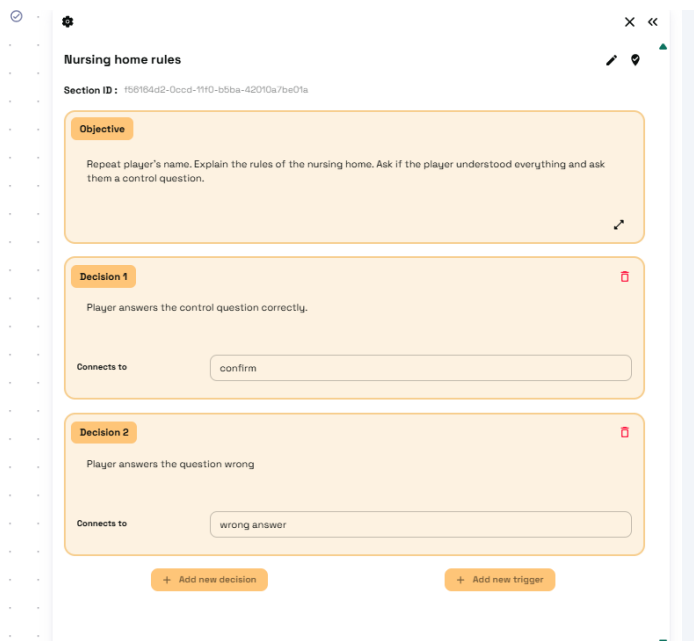 Nursing home rules
Section ID : f56164d2-0ccd-11f0-b5ba-42010a7be01a
Objective
Repeat player's name. Explain the rules of the nursing home. Ask if the player understood everything and ask
them a control question.
Decision 1
Player answers the control question correctly.
Connects to confirm
Decision 2
Player answers the question wrong
Connects to wrong answer
+ Add new decision + Add new trigger